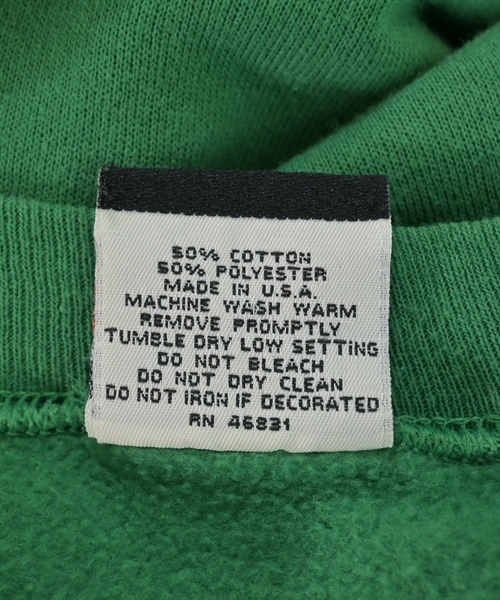 50% COTTON
50% POLYESTER
MADE IN U.S.A.
MACHINE WASH WARM
REMOVE PROMPTLY
TUMBLE DRY LOW SETTING
DO NOT BLEACH
DO NOT DRY CLEAN
DO NOT IRON IF DECORATED
RN 46831